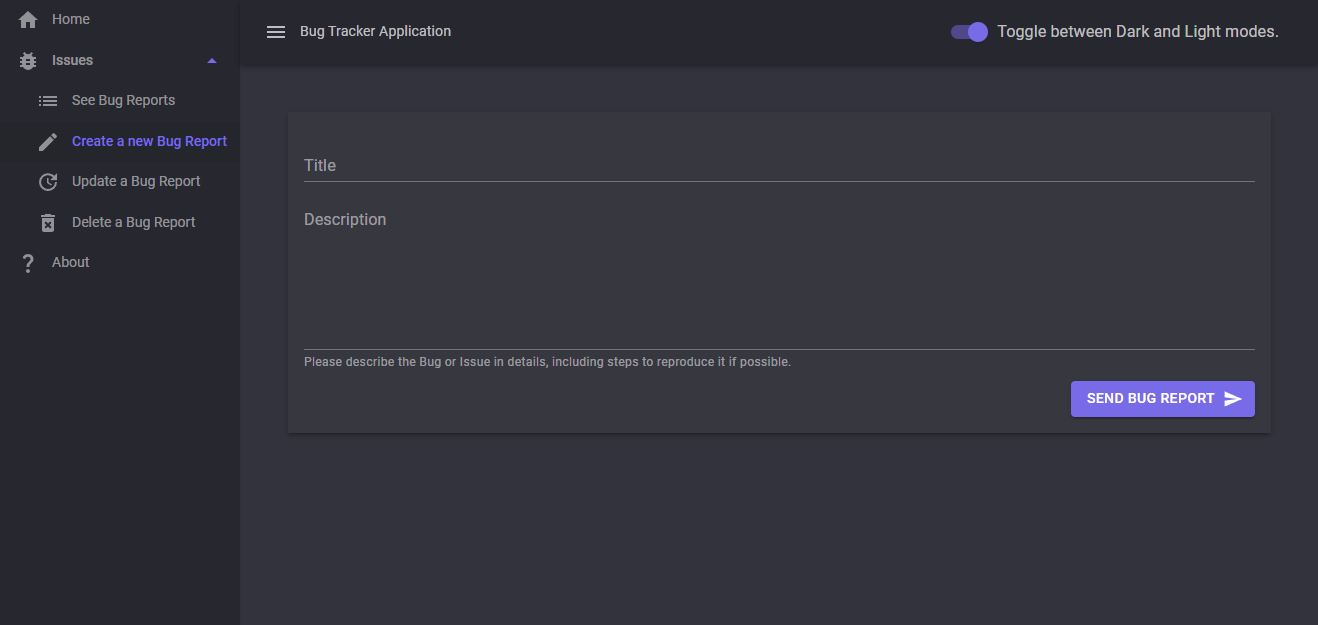 Home
Issues
See Bug Reports
Create a new Bug Report
Update a Bug Report
Delete a Bug Report
About
Bug Tracker Application
Toggle between Dark and Light modes.
Title
Description
Please describe the Bug or Issue in details, including steps to reproduce it if possible.
SEND BUG REPORT